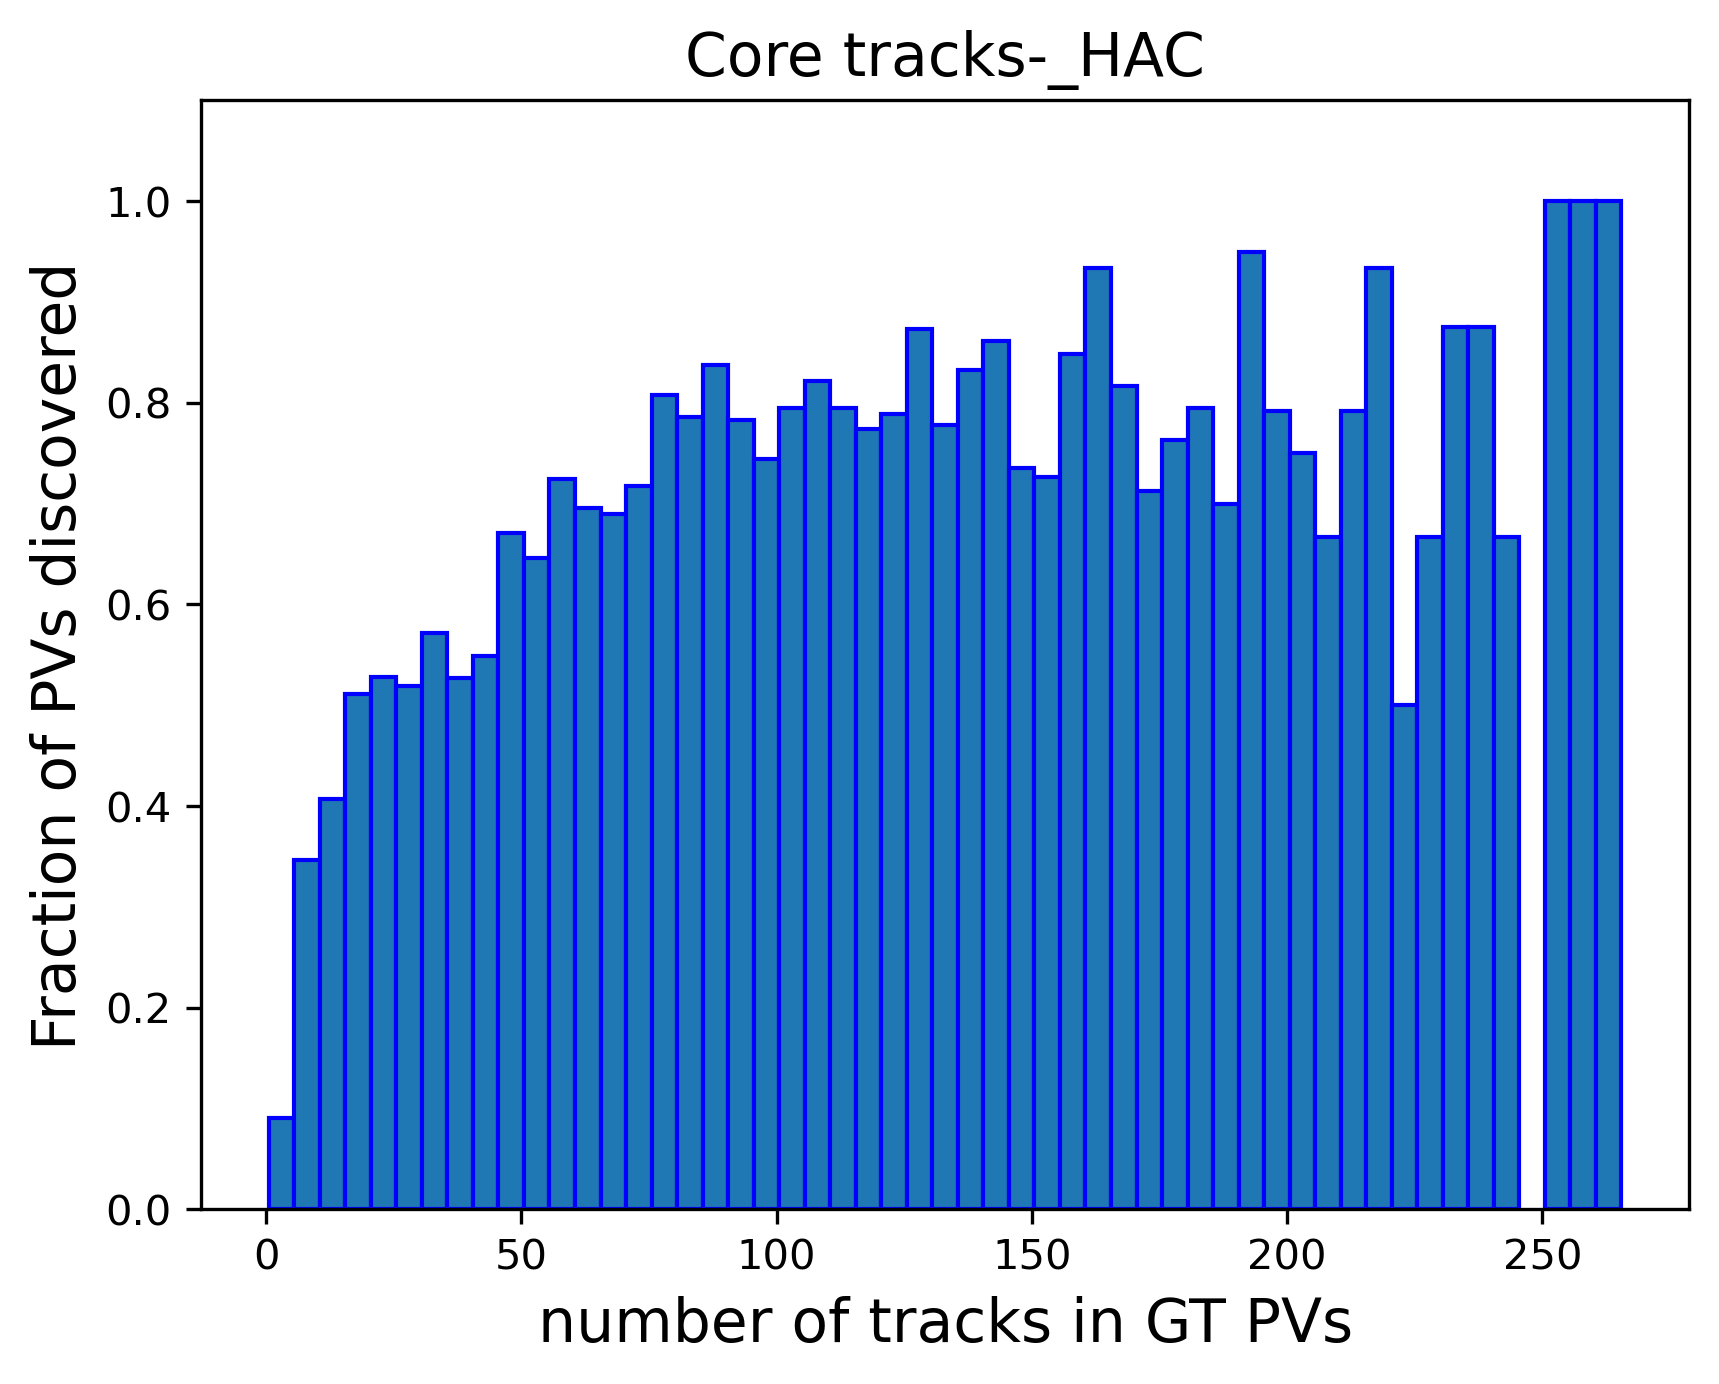 Core tracks-_HAC
Fraction of PVs discovered
1.0
0.8
0.6
0.4
0.2
0.0
0 50 100 150 200 250
number of tracks in GT PVs